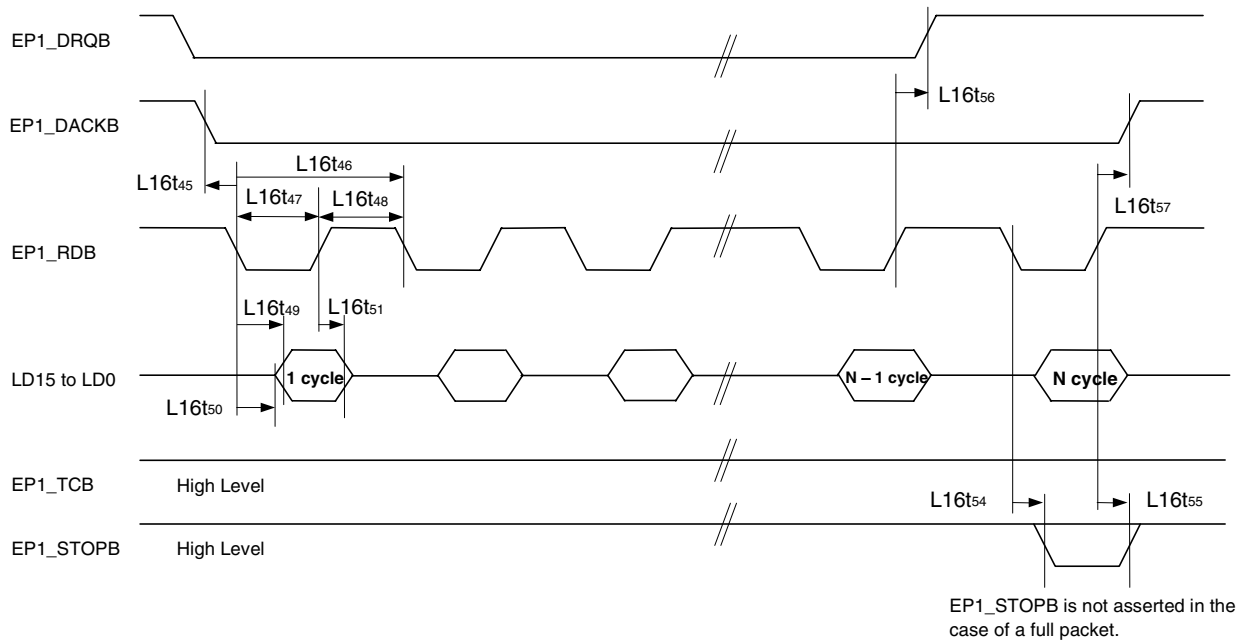 EP1_DRQB
L16t56
EP1_DACKB
L16t46
L16t45
L16t47
L16t48
L16t57
EP1_RDB
L16t49
L16t51
LD15 to LD0
1 cycle
N – 1 cycle
N cycle
L16t50
EP1_TCB
High Level
L16t54
L16t55
EP1_STOPB
High Level
EP1_STOPB is not asserted in the
case of a full packet.